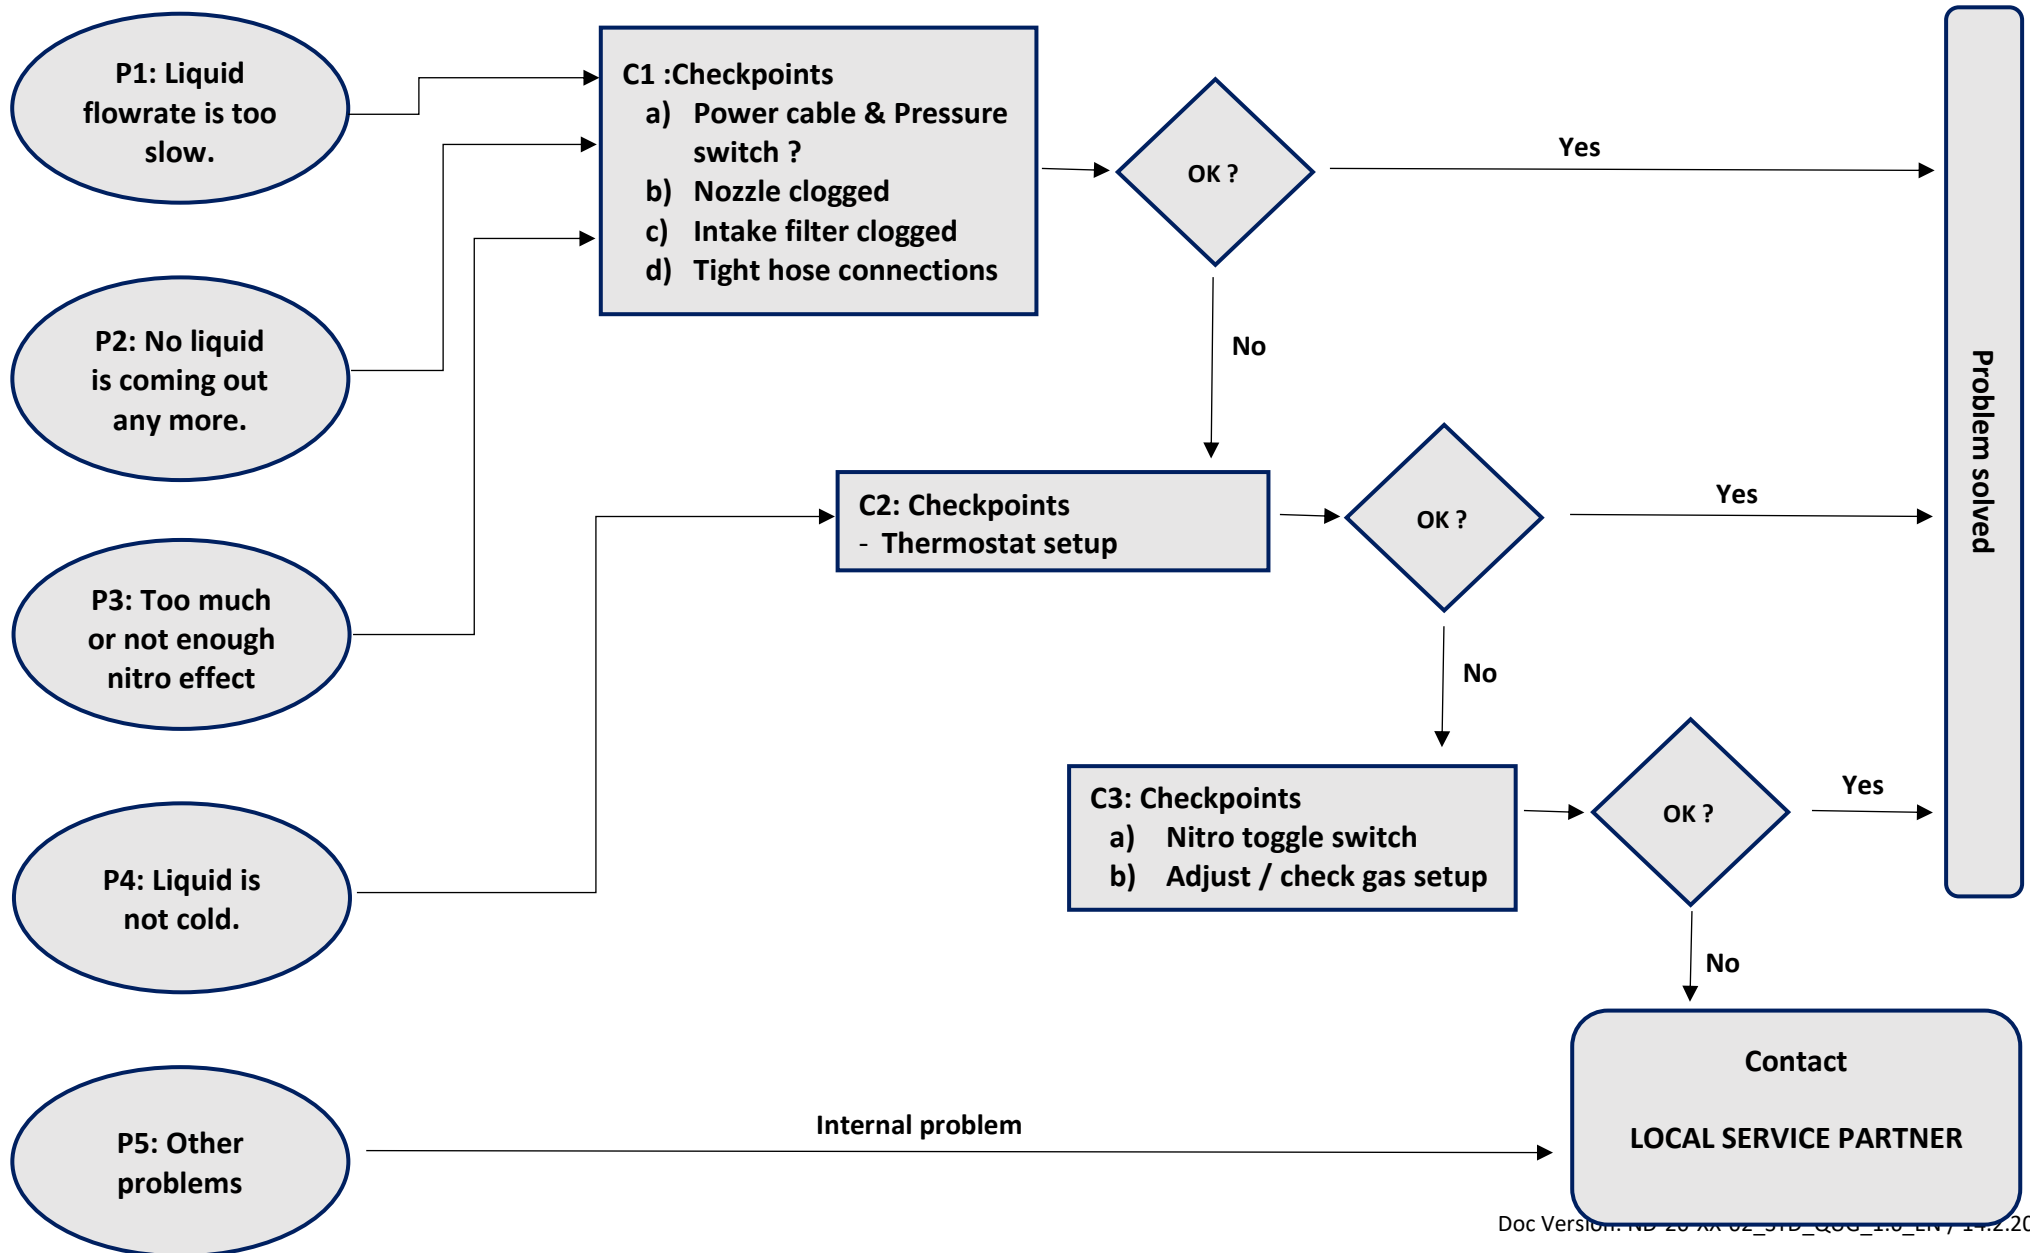 P1: Liquid
flowrate is too
slow.
C1 :Checkpoints
a) Power cable & Pressure
switch ?
b) Nozzle clogged
c) Intake filter clogged
d) Tight hose connections
OK ?
Yes
No
P2: No liquid
is coming out
any more.
Problem solved
C2: Checkpoints
- Thermostat setup
OK ?
Yes
No
P3: Too much
or not enough
nitro effect
C3: Checkpoints
a) Nitro toggle switch
b) Adjust / check gas setup
OK ?
Yes
No
P4: Liquid is
not cold.
Contact
LOCAL SERVICE PARTNER
Internal problem
P5: Other
problems
Doc Version: